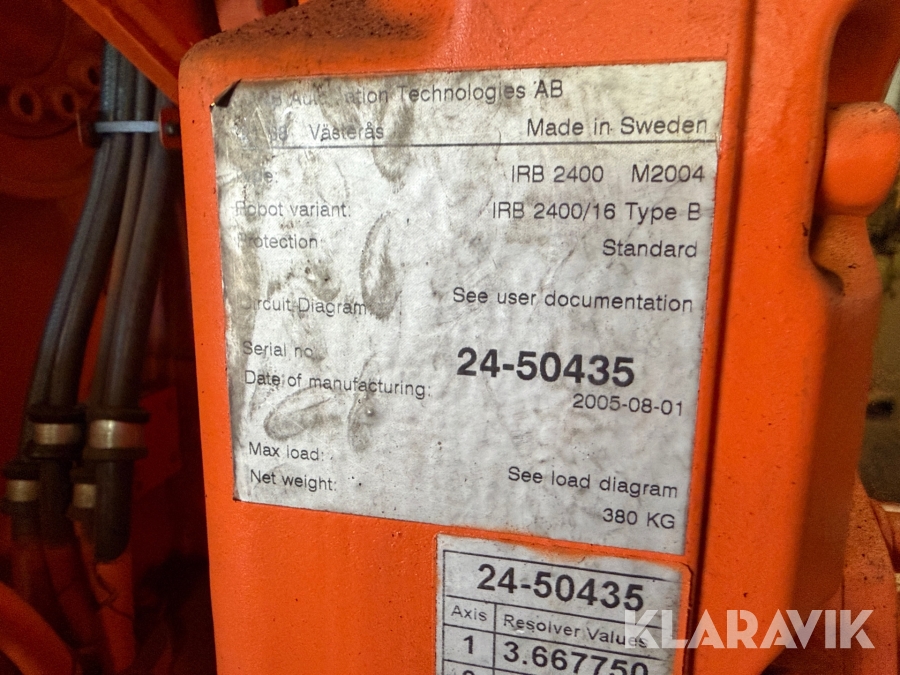 Technologies AB
Västerås Made in Sweden
IRB 2400 M2004
Robot variant: IRB 2400/16 Type B
Protection: Standard
Circuit Diagram See user documentation
Serial no 24-50435
Date of manufacturing: 2005-08-01
Max load: See load diagram
Net weight: 380 KG
24-50435
Axis Resolver Values
1 3.667750
KLARAVIK